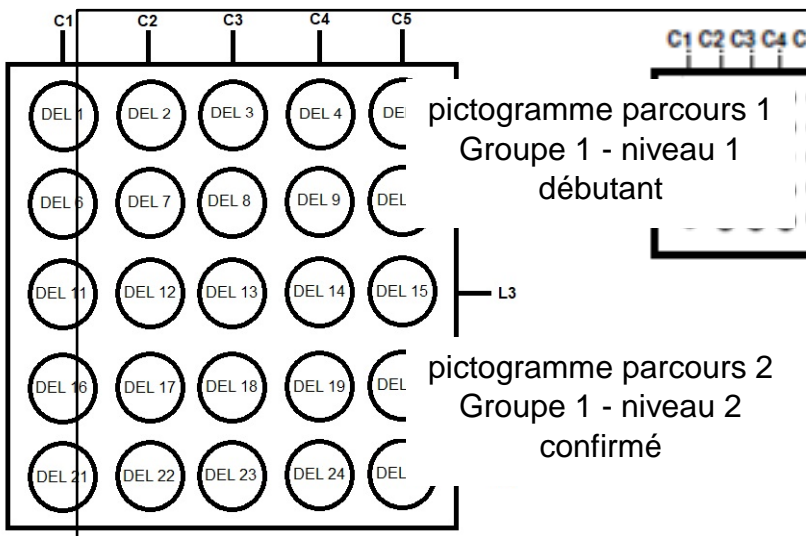 C1 C2 C3 C4 C5
C1 C2 C3 C4
DEL 1 DEL 2 DEL 3 DEL 4
pictogramme parcours 1
Groupe 1 - niveau 1
débutant
DEL 6 DEL 7 DEL 8 DEL 9 DEL
DEL 11 DEL 12 DEL 13 DEL 14 DEL 15 L3
DEL 16 DEL 17 DEL 18 DEL 19 DEL
pictogramme parcours 2
Groupe 1 - niveau 2
confirmé
DEL 21 DEL 22 DEL 23 DEL 24 DEL